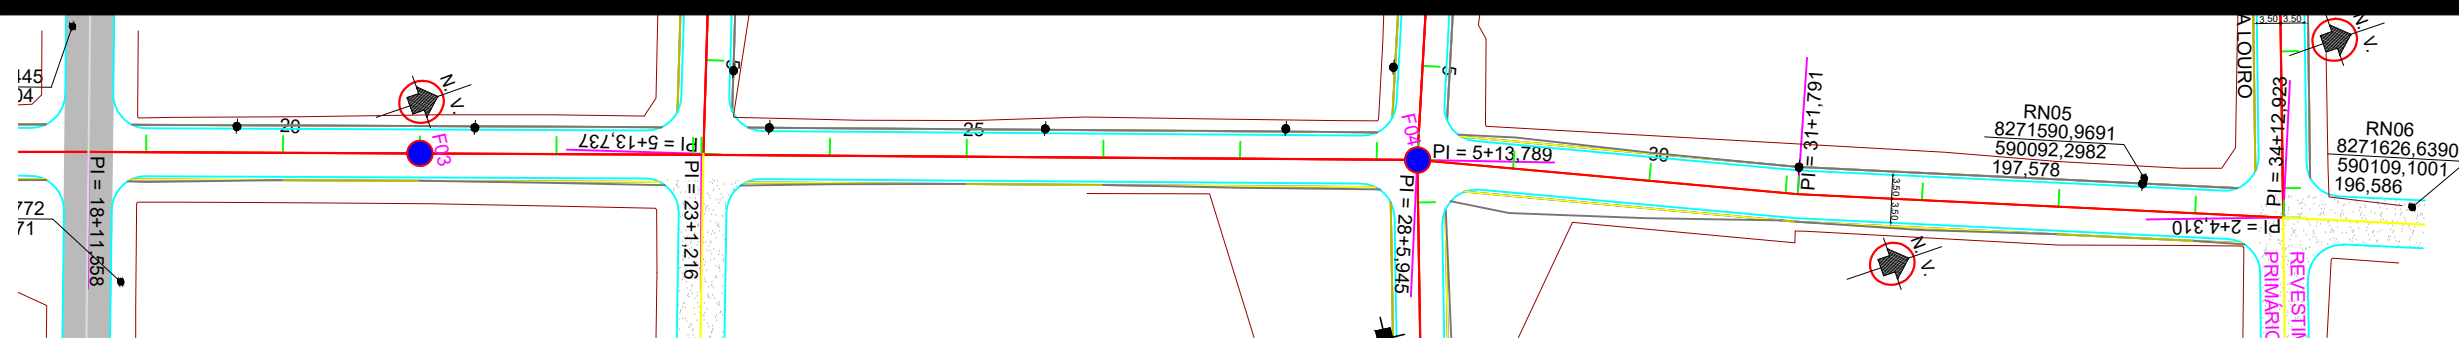 445
04
772
71
PI = 18+11,558
20
N. V.
F03
PI = 5+13,737
PI = 23+1,216
5
25
F04
PI = 5+13,789
PI = 28+5,945
5
30
PI = 31+1,791
3.50
3.50
RN05
8271590,9691
590092,2982
197,578
N. V.
A LOURO
3.50
3.50
PI = 34+12,923
PI = 2+4,310
REVESTIM
PRIMÁRIO
N. V.
RN06
8271626,6390
590109,1001
196,586